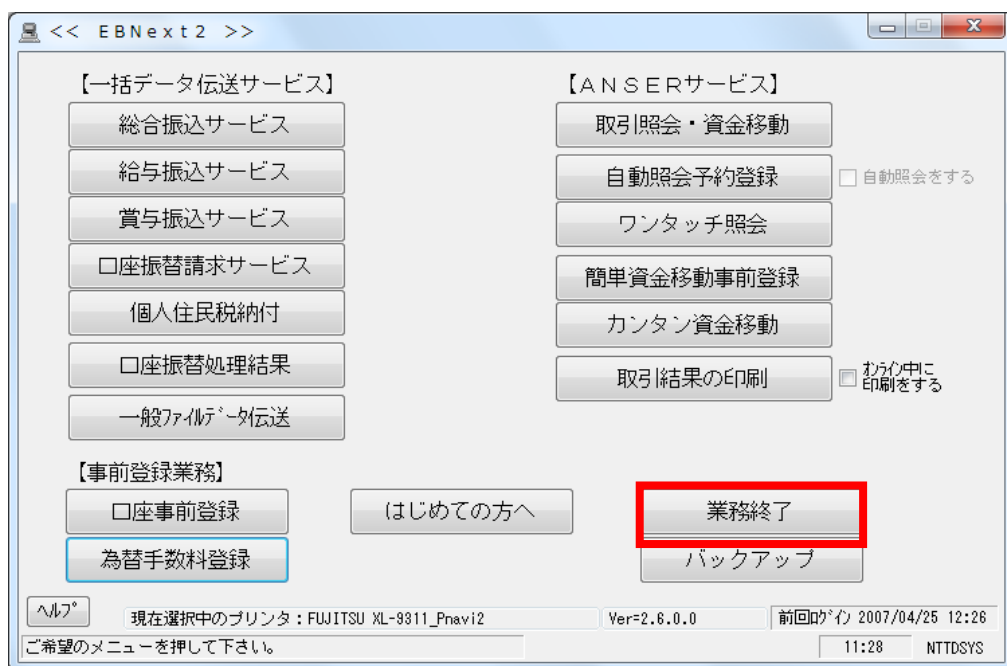 << EBNext2 >>
【一括データ伝送サービス】
総合振込サービス
給与振込サービス
賞与振込サービス
口座振替請求サービス
個人住民税納付
口座振替処理結果
一般ﾌｧｲﾙﾃﾞｰﾀ伝送
【ＡＮＳＥＲサービス】
取引照会・資金移動
自動照会予約登録
自動照会をする
ワンタッチ照会
簡単資金移動事前登録
カンタン資金移動
取引結果の印刷
ｵﾝﾗｲﾝ中に
印刷をする
【事前登録業務】
口座事前登録
はじめての方へ
業務終了
為替手数料登録
バックアップ
ﾍﾙﾌﾟ
現在選択中のプリンタ：FUJITSU XL-9311_Pnavi2
Ver=2.6.0.0
前回ﾛｸﾞｲﾝ 2007/04/25 12:26
ご希望のメニューを押して下さい。
11:28
NTTDSYS